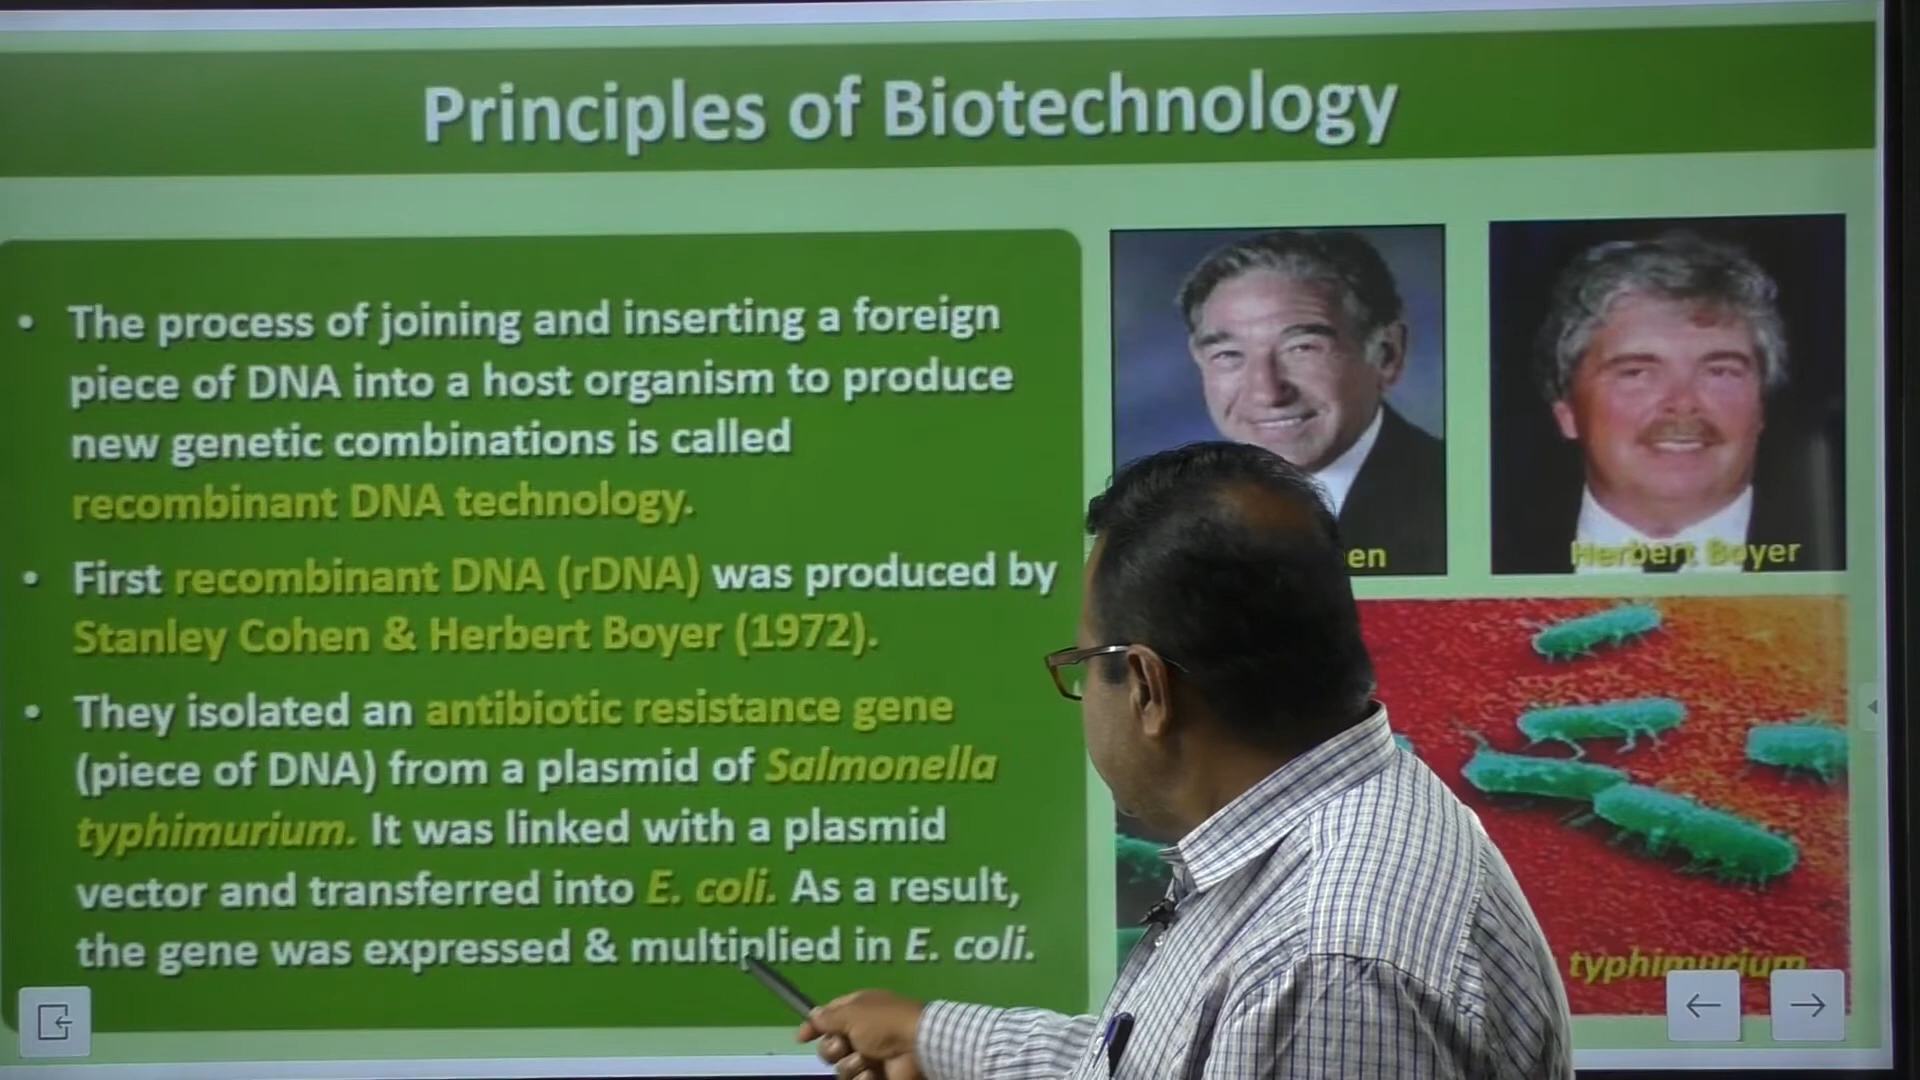 Principles of Biotechnology
• The process of joining and inserting a foreign
piece of DNA into a host organism to produce
new genetic combinations is called
recombinant DNA technology.
• First recombinant DNA (rDNA) was produced by
Stanley Cohen & Herbert Boyer (1972).
• They isolated an antibiotic resistance gene
(piece of DNA) from a plasmid of Salmonella
typhimurium. It was linked with a plasmid
vector and transferred into E. coli. As a result,
the gene was expressed & multiplied in E. coli.
en
Herbert Boyer
typhimurium